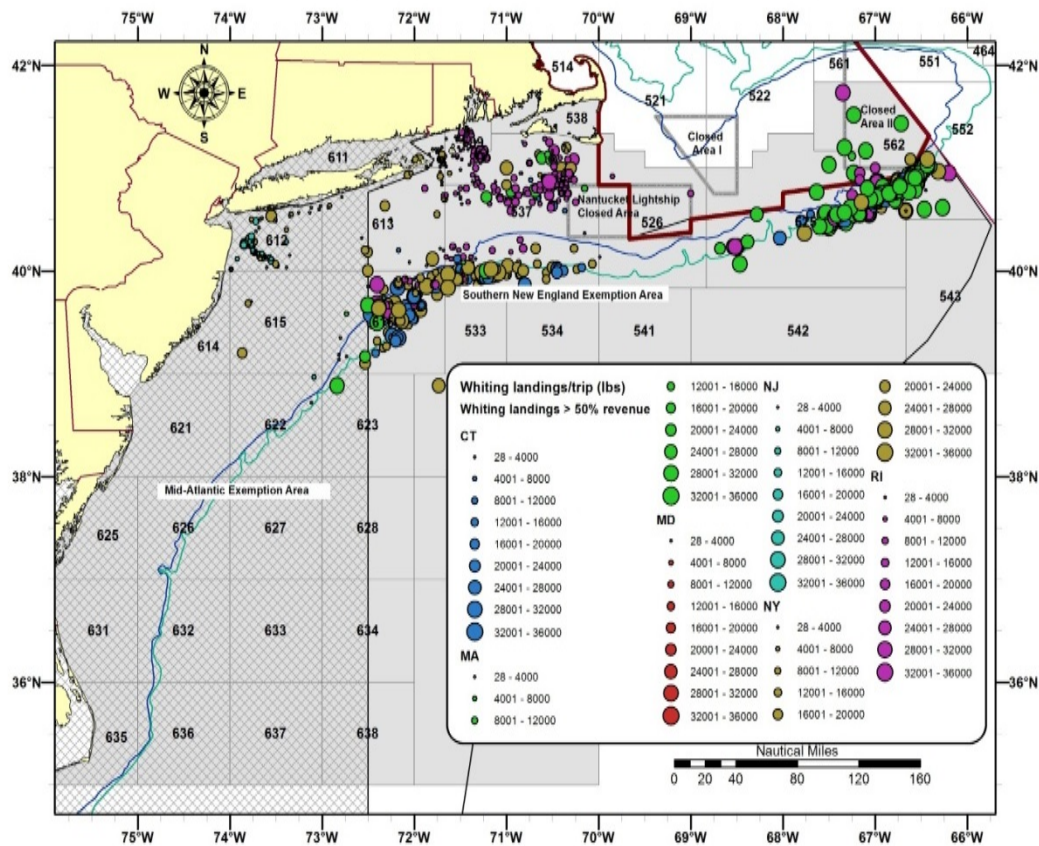 75°W 74°W 73°W 72°W 71°W 70°W 69°W 68°W 67°W 66°W
42°N 42°N
40°N 40°N
38°N 38°N
36°N 36°N
N
W E
S
464
514 561 551
521 522
538 Closed Area II 552
Closed Area I 562
611
537 Nantucket Lightship
Closed Area 526
613
612 525
543
Southern New England Exemption Area
615 616 533 534 541 542
614
621 622 623
Mid-Atlantic Exemption Area
625 626 627 628
631 632 633 634
635 636 637 638
Whiting landings/trip (lbs)
Whiting landings > 50% revenue
CT
28 - 4000
4001 - 8000
8001 - 12000
12001 - 16000
16001 - 20000
20001 - 24000
24001 - 28000
28001 - 32000
32001 - 36000
MA
28 - 4000
4001 - 8000
8001 - 12000
12001 - 16000
16001 - 20000
20001 - 24000
24001 - 28000
28001 - 32000
32001 - 36000
MD
28 - 4000
4001 - 8000
8001 - 12000
12001 - 16000
16001 - 20000
20001 - 24000
24001 - 28000
28001 - 32000
32001 - 36000
NJ
28 - 4000
4001 - 8000
8001 - 12000
12001 - 16000
16001 - 20000
20001 - 24000
24001 - 28000
28001 - 32000
32001 - 36000
NY
28 - 4000
4001 - 8000
8001 - 12000
12001 - 16000
16001 - 20000
20001 - 24000
24001 - 28000
28001 - 32000
32001 - 36000
RI
28 - 4000
4001 - 8000
8001 - 12000
12001 - 16000
16001 - 20000
20001 - 24000
24001 - 28000
28001 - 32000
32001 - 36000
Nautical Miles
0 20 40 80 120 160
75°W 74°W 73°W 72°W 71°W 70°W 69°W 68°W 67°W 66°W